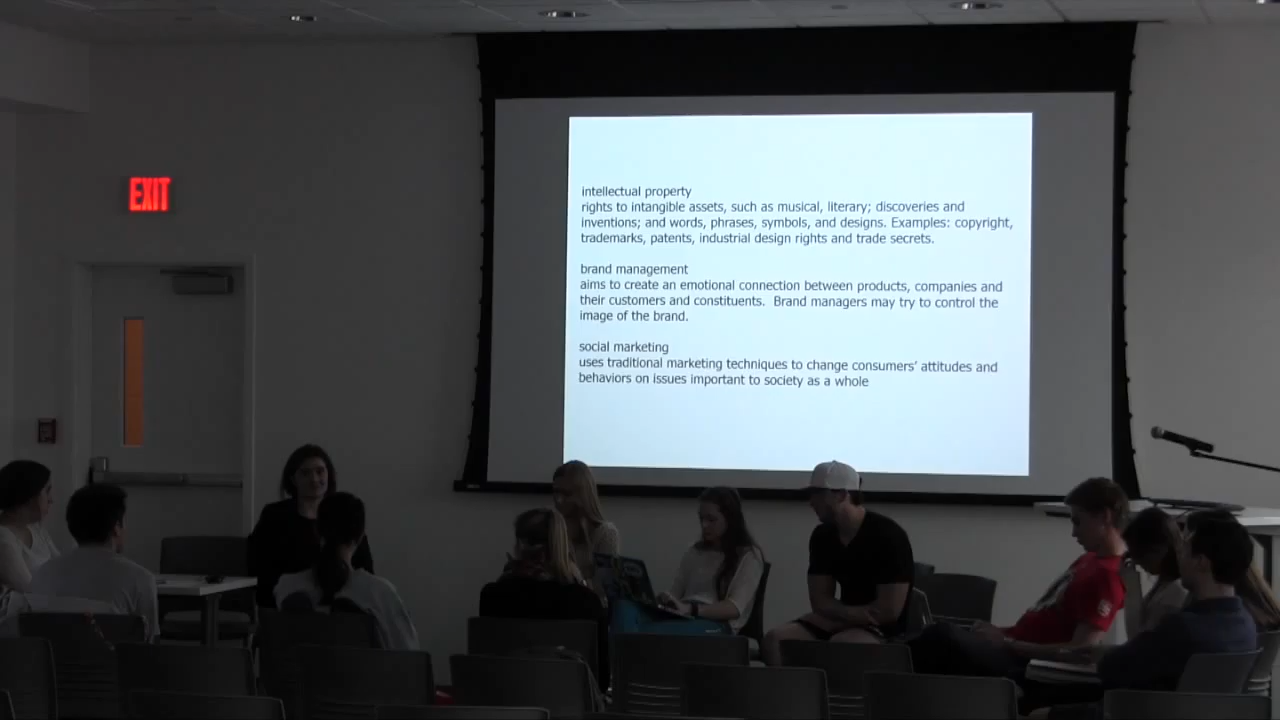 EXIT
intellectual property
rights to intangible assets, such as musical, literary; discoveries and
inventions; and words, phrases, symbols, and designs. Examples: copyright,
trademarks, patents, industrial design rights and trade secrets.
brand management
aims to create an emotional connection between products, companies and
their customers and constituents.  Brand managers may try to control the
image of the brand.
social marketing
uses traditional marketing techniques to change consumers’ attitudes and
behaviors on issues important to society as a whole